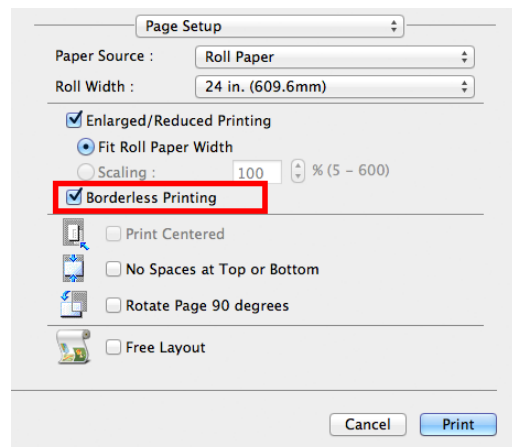 Page Setup
Paper Source : Roll Paper
Roll Width : 24 in. (609.6mm)
Enlarged/Reduced Printing
Fit Roll Paper Width
Scaling : 100 % (5 – 600)
Borderless Printing
Print Centered
No Spaces at Top or Bottom
Rotate Page 90 degrees
Free Layout
Cancel Print